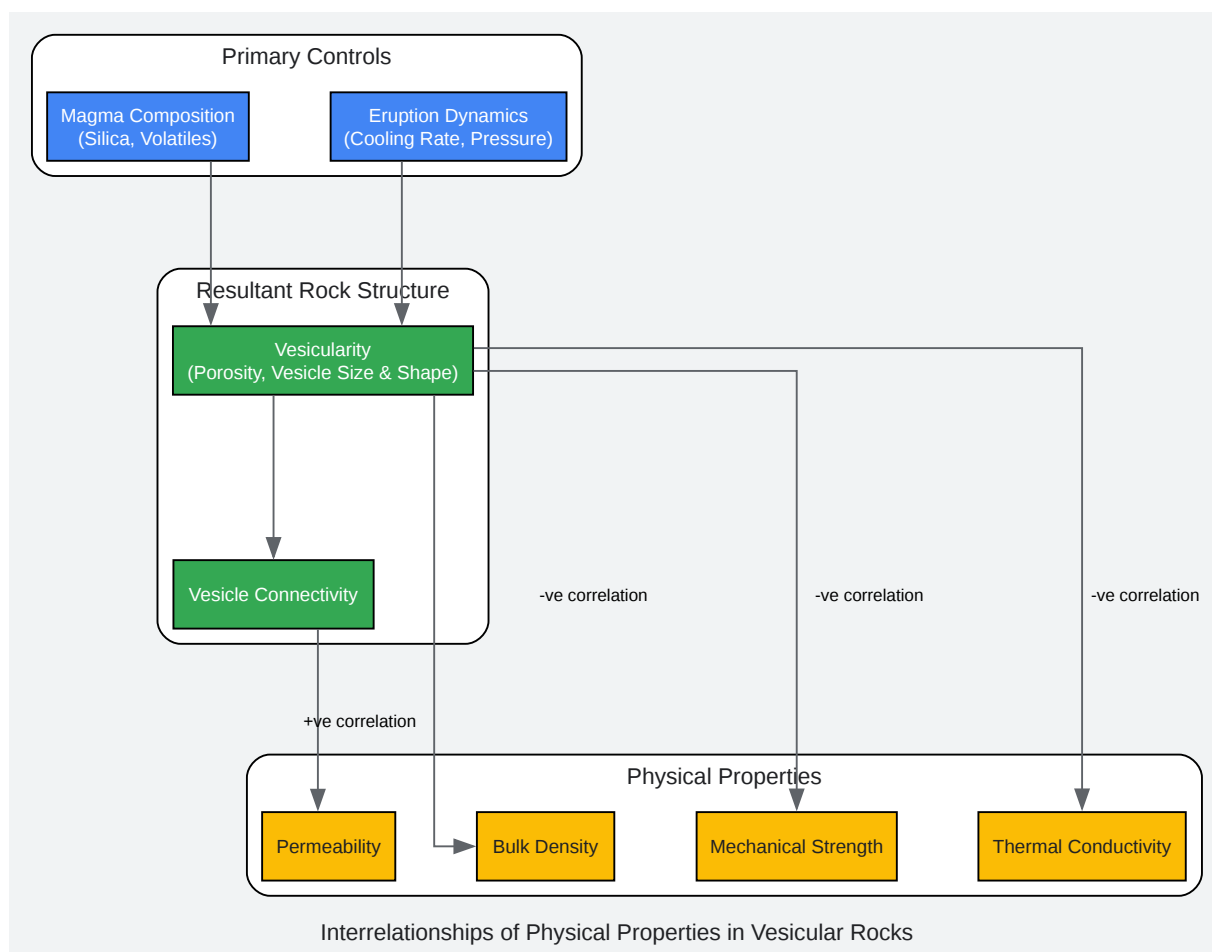 Primary Controls
Magma Composition
(Silica, Volatiles)
Eruption Dynamics
(Cooling Rate, Pressure)
Resultant Rock Structure
Vesicularity
(Porosity, Vesicle Size & Shape)
Vesicle Connectivity
-ve correlation
-ve correlation
-ve correlation
+ve correlation
Physical Properties
Permeability
Bulk Density
Mechanical Strength
Thermal Conductivity
Interrelationships of Physical Properties in Vesicular Rocks